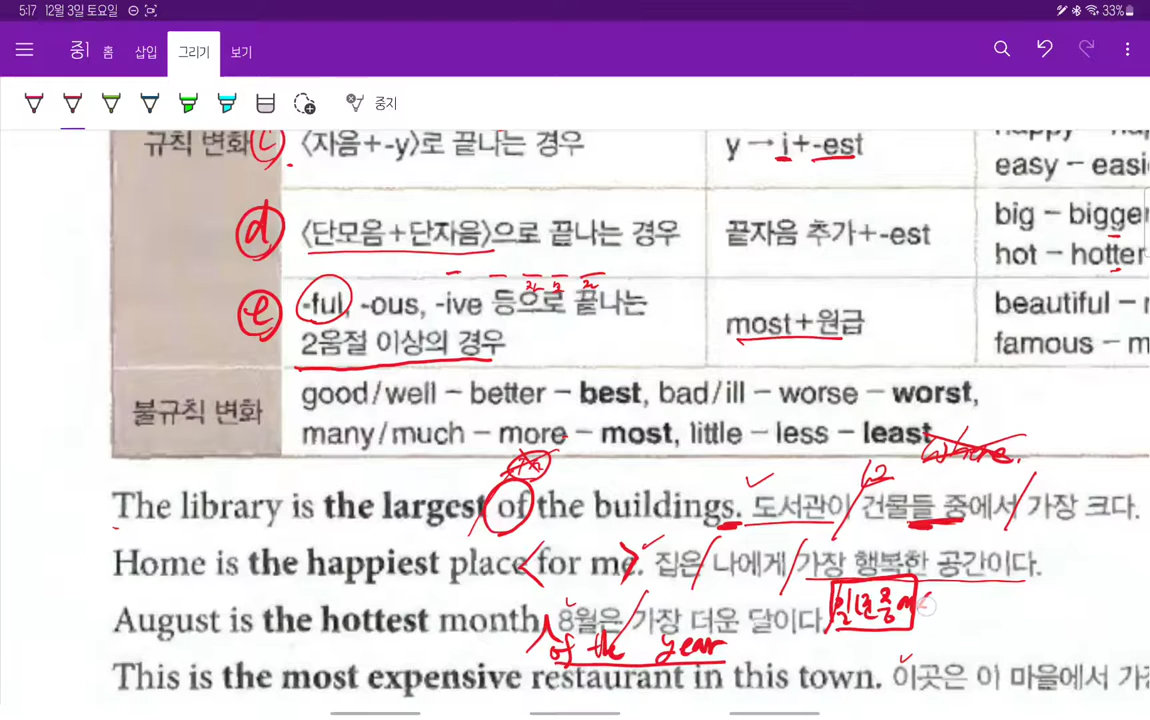 5:17 12월 3일 토요일 33%
중1 홈 삽입 그리기 보기
중지
규칙 변화 c 〈자음+-y〉로 끝나는 경우 y → i+-est
easy – easi
d 〈단모음+단자음〉으로 끝나는 경우 끝자음 추가+-est big – bigger
hot – hotter
자 모 자
e -ful, -ous, -ive 등으로 끝나는 most+원급 beautiful –
2음절 이상의 경우 famous – m
불규칙 변화 good/well – better – best, bad/ill – worse – worst,
many/much – more – most, little – less – least
The library is the largest of the buildings. 도서관이 건물들 중에서 가장 크다.
Home is the happiest place for me. 집은 나에게 가장 행복한 공간이다.
August is the hottest month. 8월은 가장 더운 달이다. 일년중에
of the year
This is the most expensive restaurant in this town. 이곳은 이 마을에서 가장